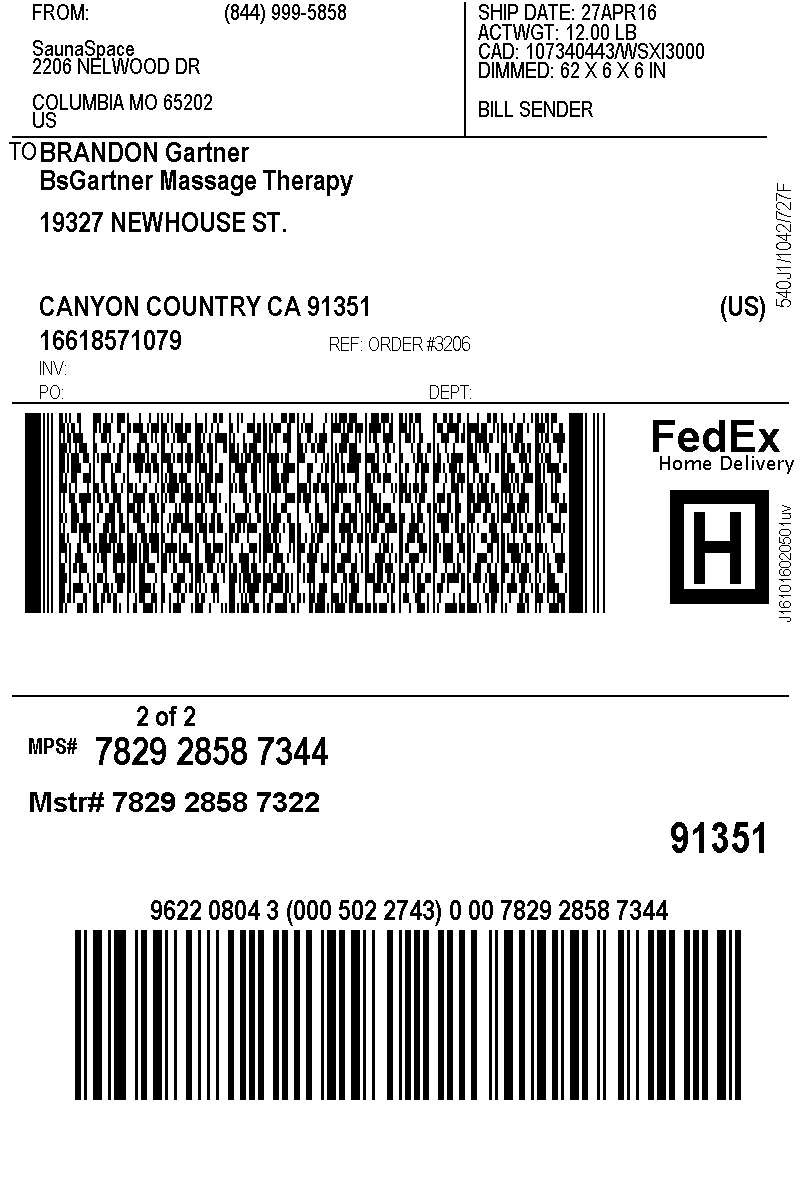 FROM: (844) 999-5858
SaunaSpace
2206 NELWOOD DR
COLUMBIA MO 65202
US
SHIP DATE: 27APR16
ACTWGT: 12.00 LB
CAD: 107340443/WSXI3000
DIMMED: 62 X 6 X 6 IN
BILL SENDER
TO BRANDON Gartner
BsGartner Massage Therapy
19327 NEWHOUSE ST.
CANYON COUNTRY CA 91351 (US)
16618571079 REF: ORDER #3206
INV:
PO: DEPT:
540J1/1042/727F
FedEx
Home Delivery
H
J161016020501uv
2 of 2
MPS# 7829 2858 7344
Mstr# 7829 2858 7322
91351
9622 0804 3 (000 502 2743) 0 00 7829 2858 7344